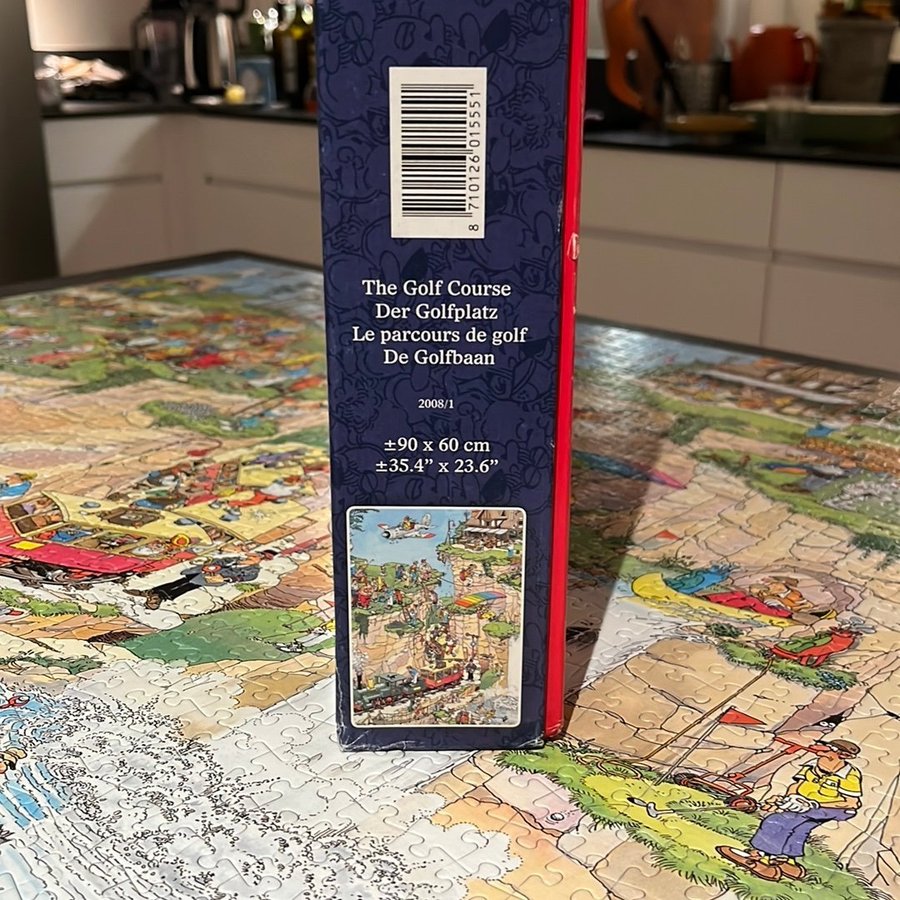 8 710126 015551
The Golf Course
Der Golfplatz
Le parcours de golf
De Golfbaan
2008/1
±90 x 60 cm
±35.4” x 23.6”